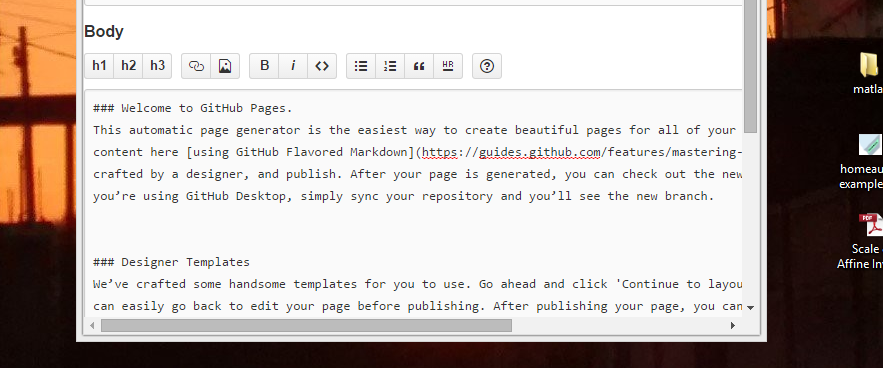 Body
h1 h2 h3 B i <> “ HR ?
### Welcome to GitHub Pages.
This automatic page generator is the easiest way to create beautiful pages for all of your
content here [using GitHub Flavored Markdown](https://guides.github.com/features/mastering-
crafted by a designer, and publish. After your page is generated, you can check out the new
you’re using GitHub Desktop, simply sync your repository and you’ll see the new branch.
### Designer Templates
We’ve crafted some handsome templates for you to use. Go ahead and click 'Continue to layou
can easily go back to edit your page before publishing. After publishing your page, you can
matla
homeau
example
PDF
Scale
Affine In